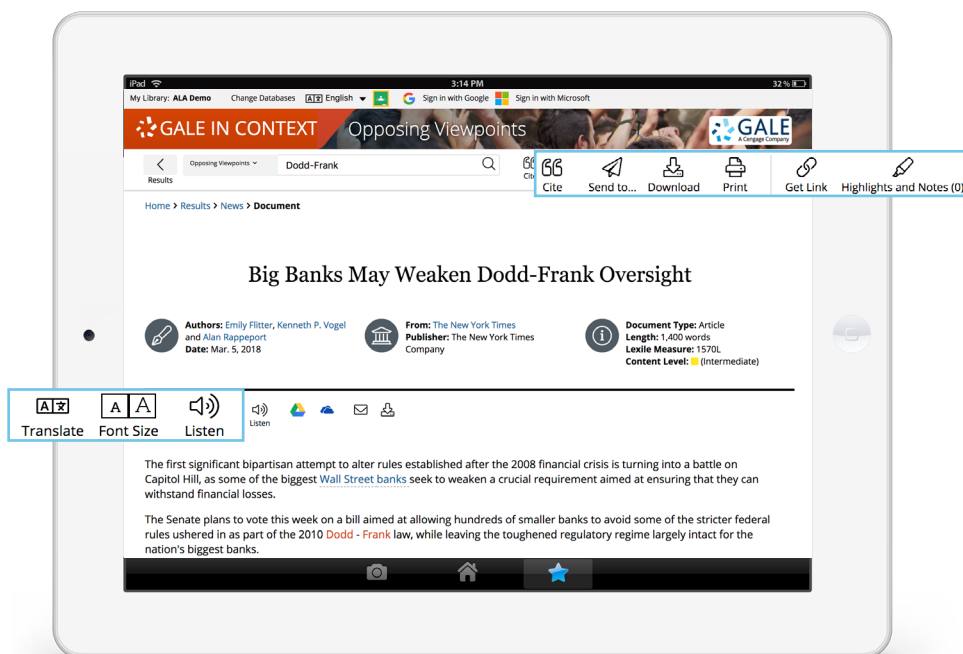 iPad 3:14 PM 32%
My Library: ALA Demo Change Databases English Sign in with Google Sign in with Microsoft
GALE IN CONTEXT Opposing Viewpoints GALE
A Cengage Company
Results Opposing Viewpoints Dodd-Frank
Cite Send to... Download Print Get Link Highlights and Notes (0)
Home > Results > News > Document
Big Banks May Weaken Dodd-Frank Oversight
Authors: Emily Flitter, Kenneth P. Vogel
and Alan Rappeport
Date: Mar. 5, 2018
From: The New York Times
Publisher: The New York Times
Company
Document Type: Article
Length: 1,400 words
Lexile Measure: 1570L
Content Level: (Intermediate)
Translate Font Size Listen
Listen
The first significant bipartisan attempt to alter rules established after the 2008 financial crisis is turning into a battle on
Capitol Hill, as some of the biggest Wall Street banks seek to weaken a crucial requirement aimed at ensuring that they can
withstand financial losses.
The Senate plans to vote this week on a bill aimed at allowing hundreds of smaller banks to avoid some of the stricter federal
rules ushered in as part of the 2010 Dodd - Frank law, while leaving the toughened regulatory regime largely intact for the
nation's biggest banks.